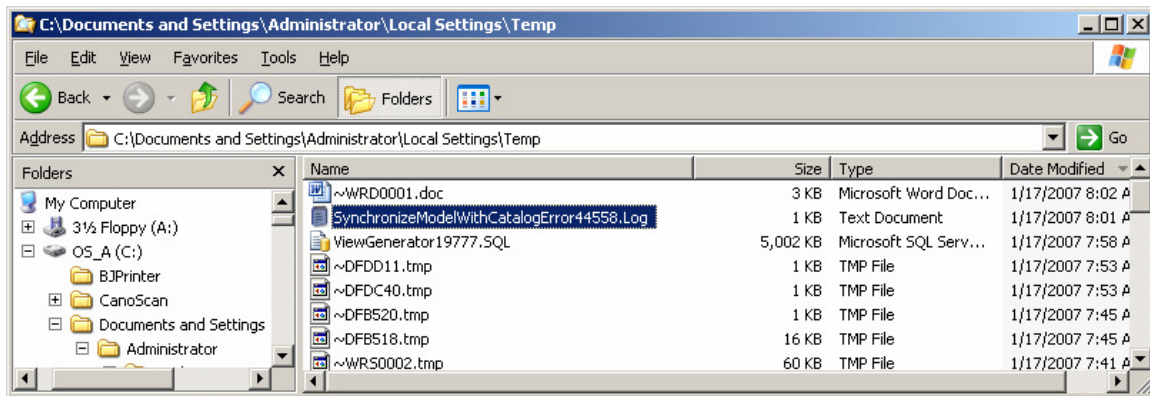 C:\Documents and Settings\Administrator\Local Settings\Temp
File Edit View Favorites Tools Help
Back Search Folders
Address C:\Documents and Settings\Administrator\Local Settings\Temp Go
Folders x Name Size Type Date Modified
My Computer ~WRD0001.doc 3 KB Microsoft Word Doc... 1/17/2007 8:02 A
3½ Floppy (A:) SynchronizeModelWithCatalogError44558.Log 1 KB Text Document 1/17/2007 8:01 A
OS_A (C:) ViewGenerator19777.SQL 5,002 KB Microsoft SQL Serv... 1/17/2007 7:58 A
BJPrinter ~DFDD11.tmp 1 KB TMP File 1/17/2007 7:53 A
CanoScan ~DFDC40.tmp 1 KB TMP File 1/17/2007 7:53 A
Documents and Settings ~DFB520.tmp 1 KB TMP File 1/17/2007 7:45 A
Administrator ~DFB518.tmp 16 KB TMP File 1/17/2007 7:45 A
~WRS0002.tmp 60 KB TMP File 1/17/2007 7:41 A